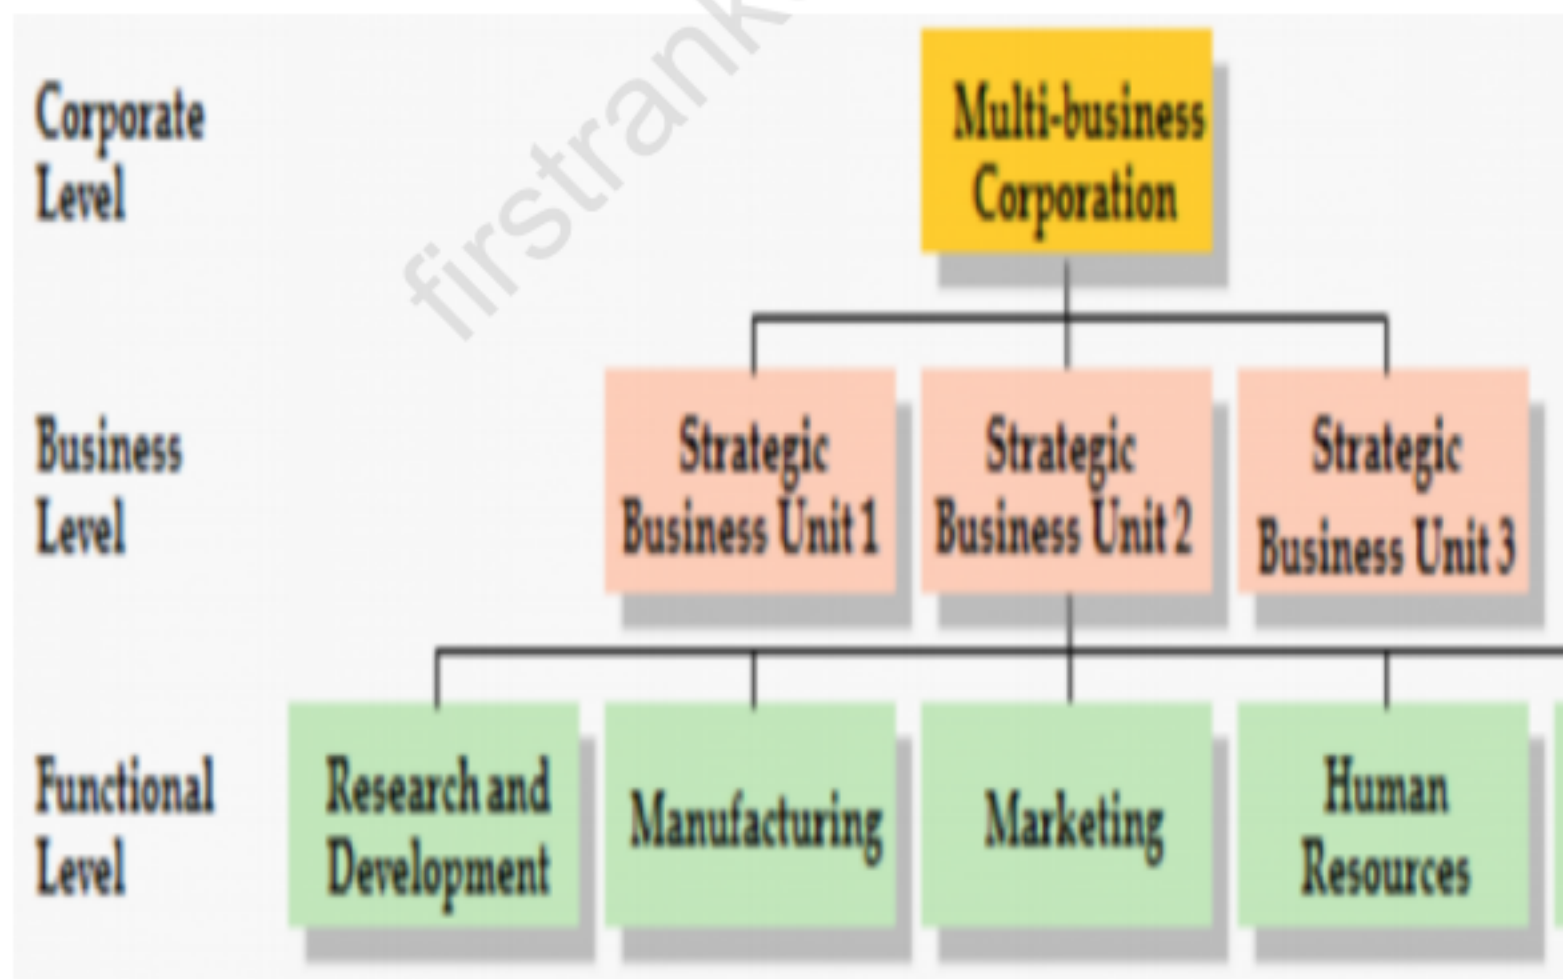 firstrank
Corporate
Level
Multi-business
Corporation
Business
Level
Strategic
Business Unit 1
Strategic
Business Unit 2
Strategic
Business Unit 3
Functional
Level
Research and
Development
Manufacturing
Marketing
Human
Resources